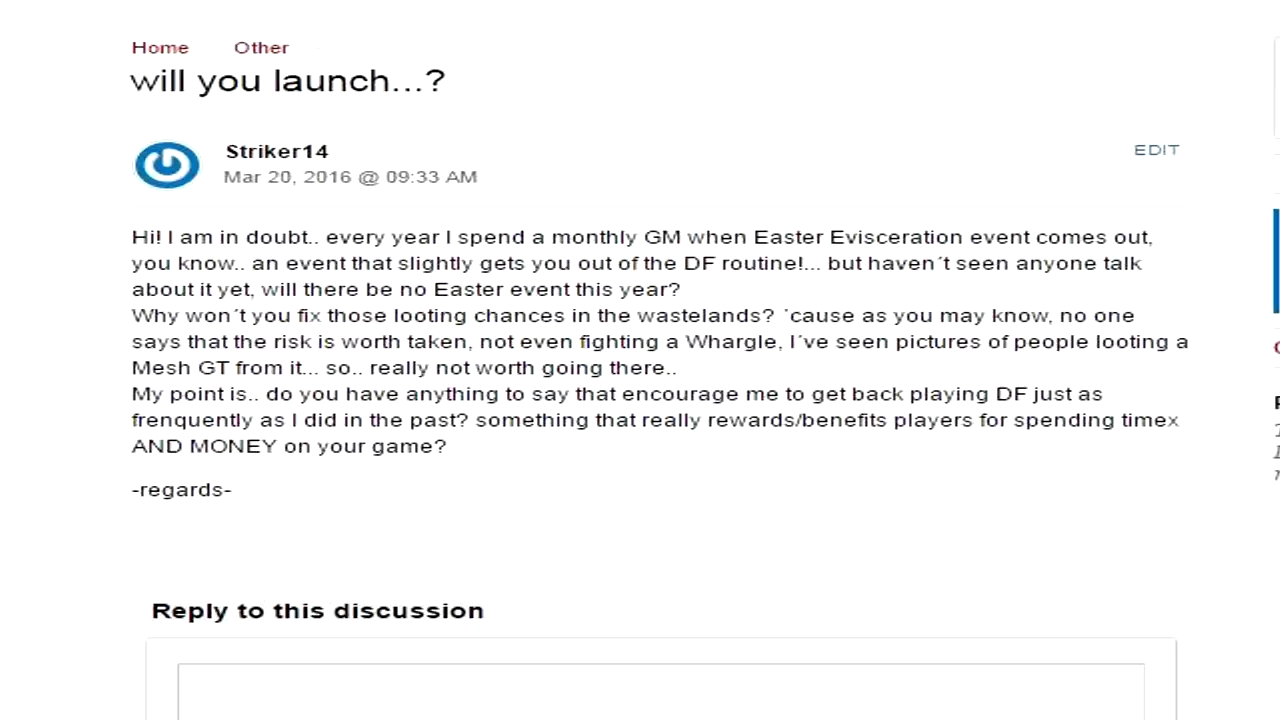 Home Other
will you launch...?
Striker14
EDIT
Mar 20, 2016 @ 09:33 AM
Hi! I am in doubt.. every year I spend a monthly GM when Easter Evisceration event comes out,
you know.. an event that slightly gets you out of the DF routine!... but haven´t seen anyone talk
about it yet, will there be no Easter event this year?
Why won´t you fix those looting chances in the wastelands? ´cause as you may know, no one
says that the risk is worth taken, not even fighting a Whargle, I´ve seen pictures of people looting a
Mesh GT from it... so.. really not worth going there..
My point is.. do you have anything to say that encourage me to get back playing DF just as
frenquently as I did in the past? something that really rewards/benefits players for spending timex
AND MONEY on your game?
-regards-
Reply to this discussion